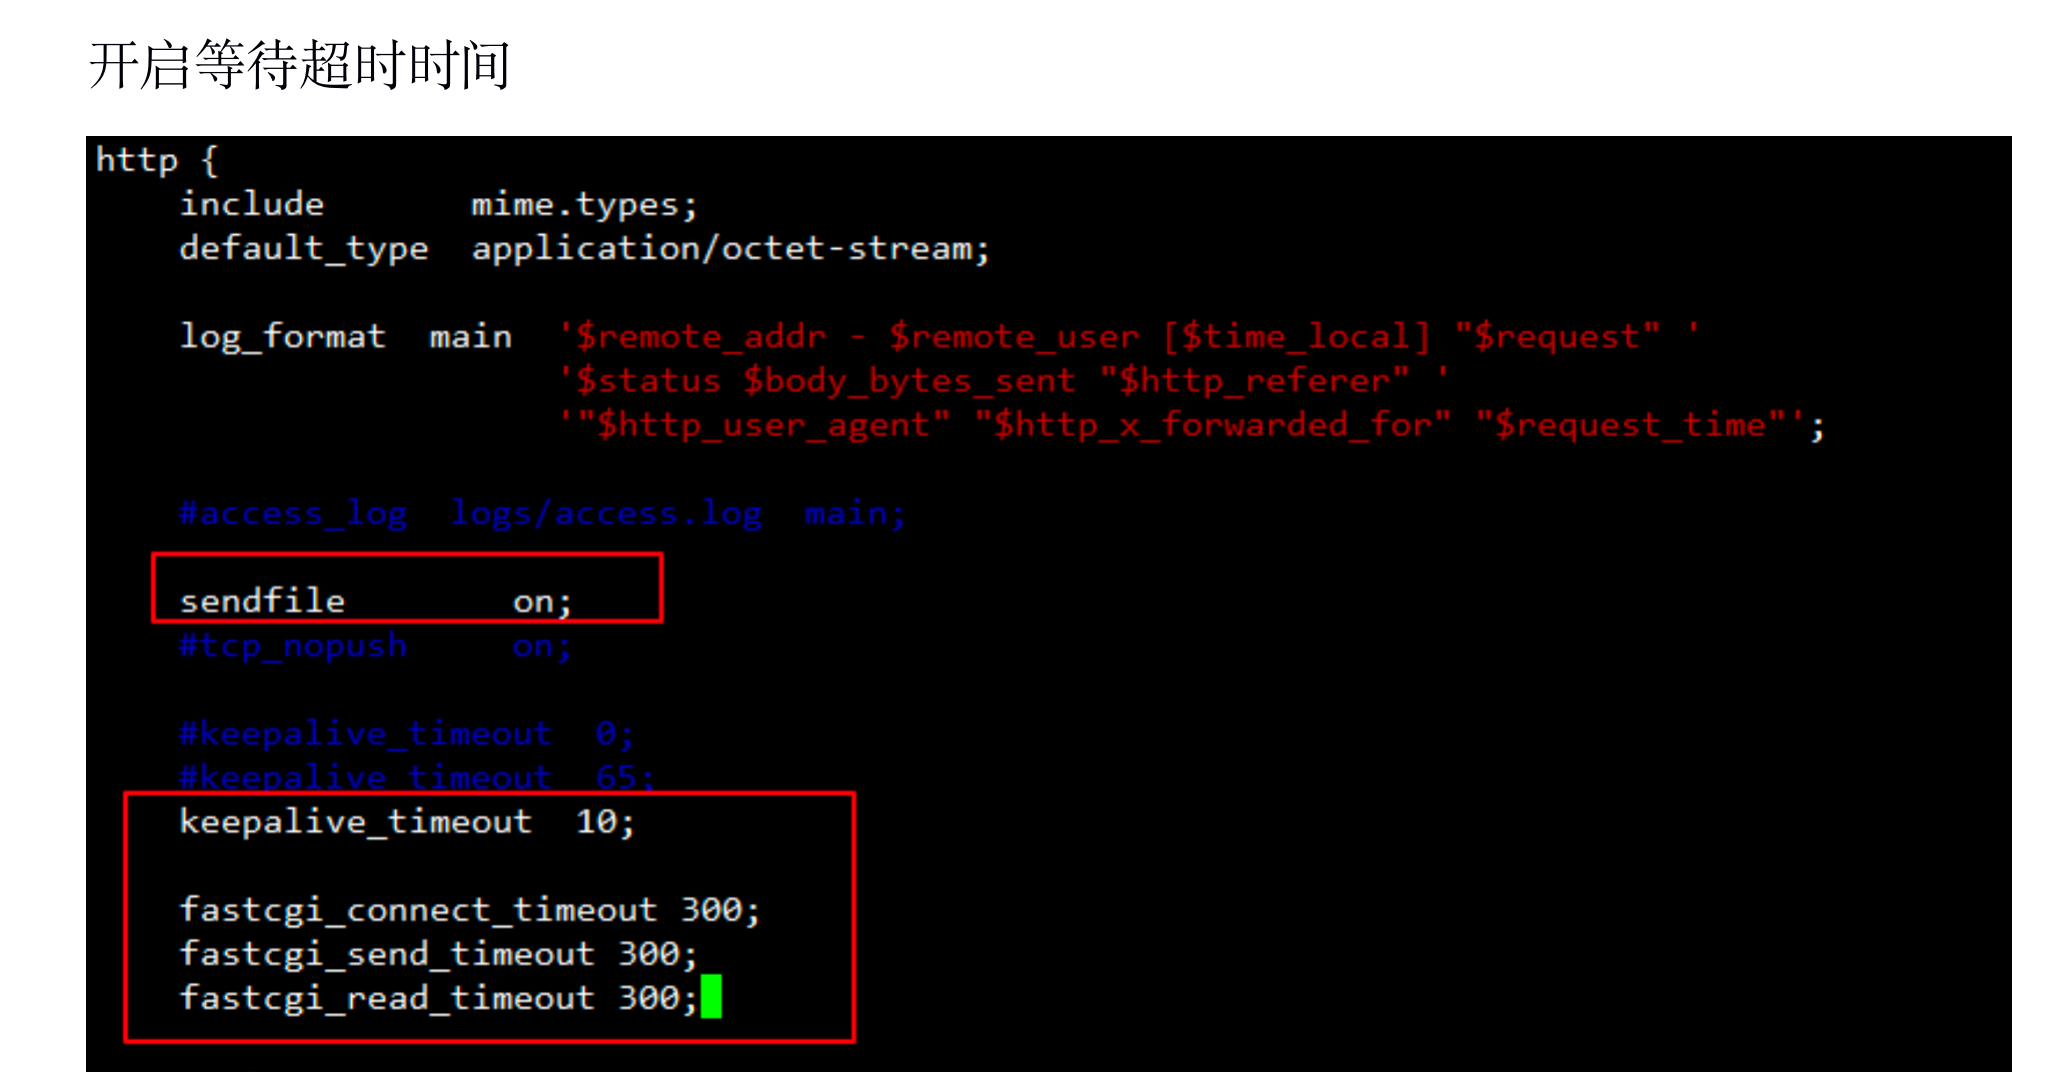 开启等待超时时间
http {
    include       mime.types;
    default_type  application/octet-stream;
    log_format  main  '$remote_addr - $remote_user [$time_local] "$request" '
                      '$status $body_bytes_sent "$http_referer" '
                      '"$http_user_agent" "$http_x_forwarded_for" "$request_time"';
    #access_log  logs/access.log  main;
    sendfile        on;
    #tcp_nopush     on;
    #keepalive_timeout  0;
    #keepalive_timeout  65;
    keepalive_timeout  10;
    fastcgi_connect_timeout 300;
    fastcgi_send_timeout 300;
    fastcgi_read_timeout 300;